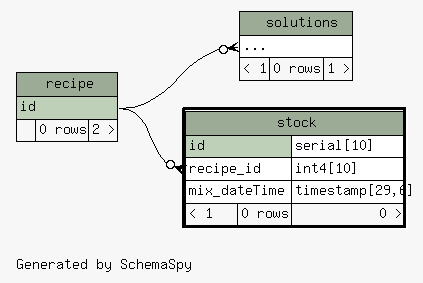 solutions
...
< 1 0 rows 1 >
recipe
id
0 rows 2 >
stock
id serial[10]
recipe_id int4[10]
mix_dateTime timestamp[29,6]
< 1 0 rows 0 >
Generated by SchemaSpy